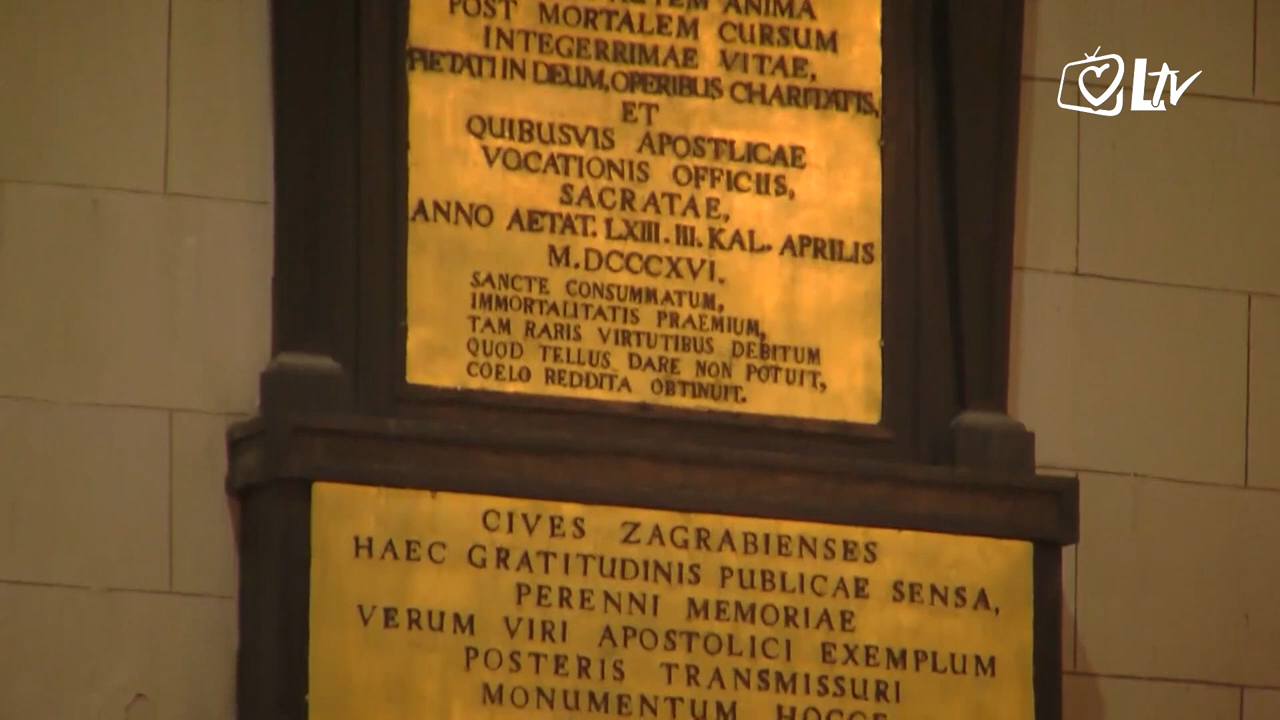 ANIMA
POST MORTALEM CURSUM
INTEGERRIMAE VITAE,
PIETATI IN DEUM, OPERIBUS CHARITATIS,
ET
QUIBUSVIS APOSTLICAE
VOCATIONIS OFFICIIS,
SACRATAE,
ANNO AETAT. LXIII. III. KAL. APRILIS
M.DCCCXVI.
SANCTE CONSUMMATUM,
IMMORTALITATIS PRAEMIUM,
TAM RARIS VIRTUTIBUS DEBITUM
QUOD TELLUS DARE NON POTUIT,
COELO REDDITA OBTINUIT.
CIVES ZAGRABIENSES
HAEC GRATITUDINIS PUBLICAE SENSA,
PERENNI MEMORIAE
VERUM VIRI APOSTOLICI EXEMPLUM
POSTERIS TRANSMISSURI
MONUMENTUM HOCCE
Ltv